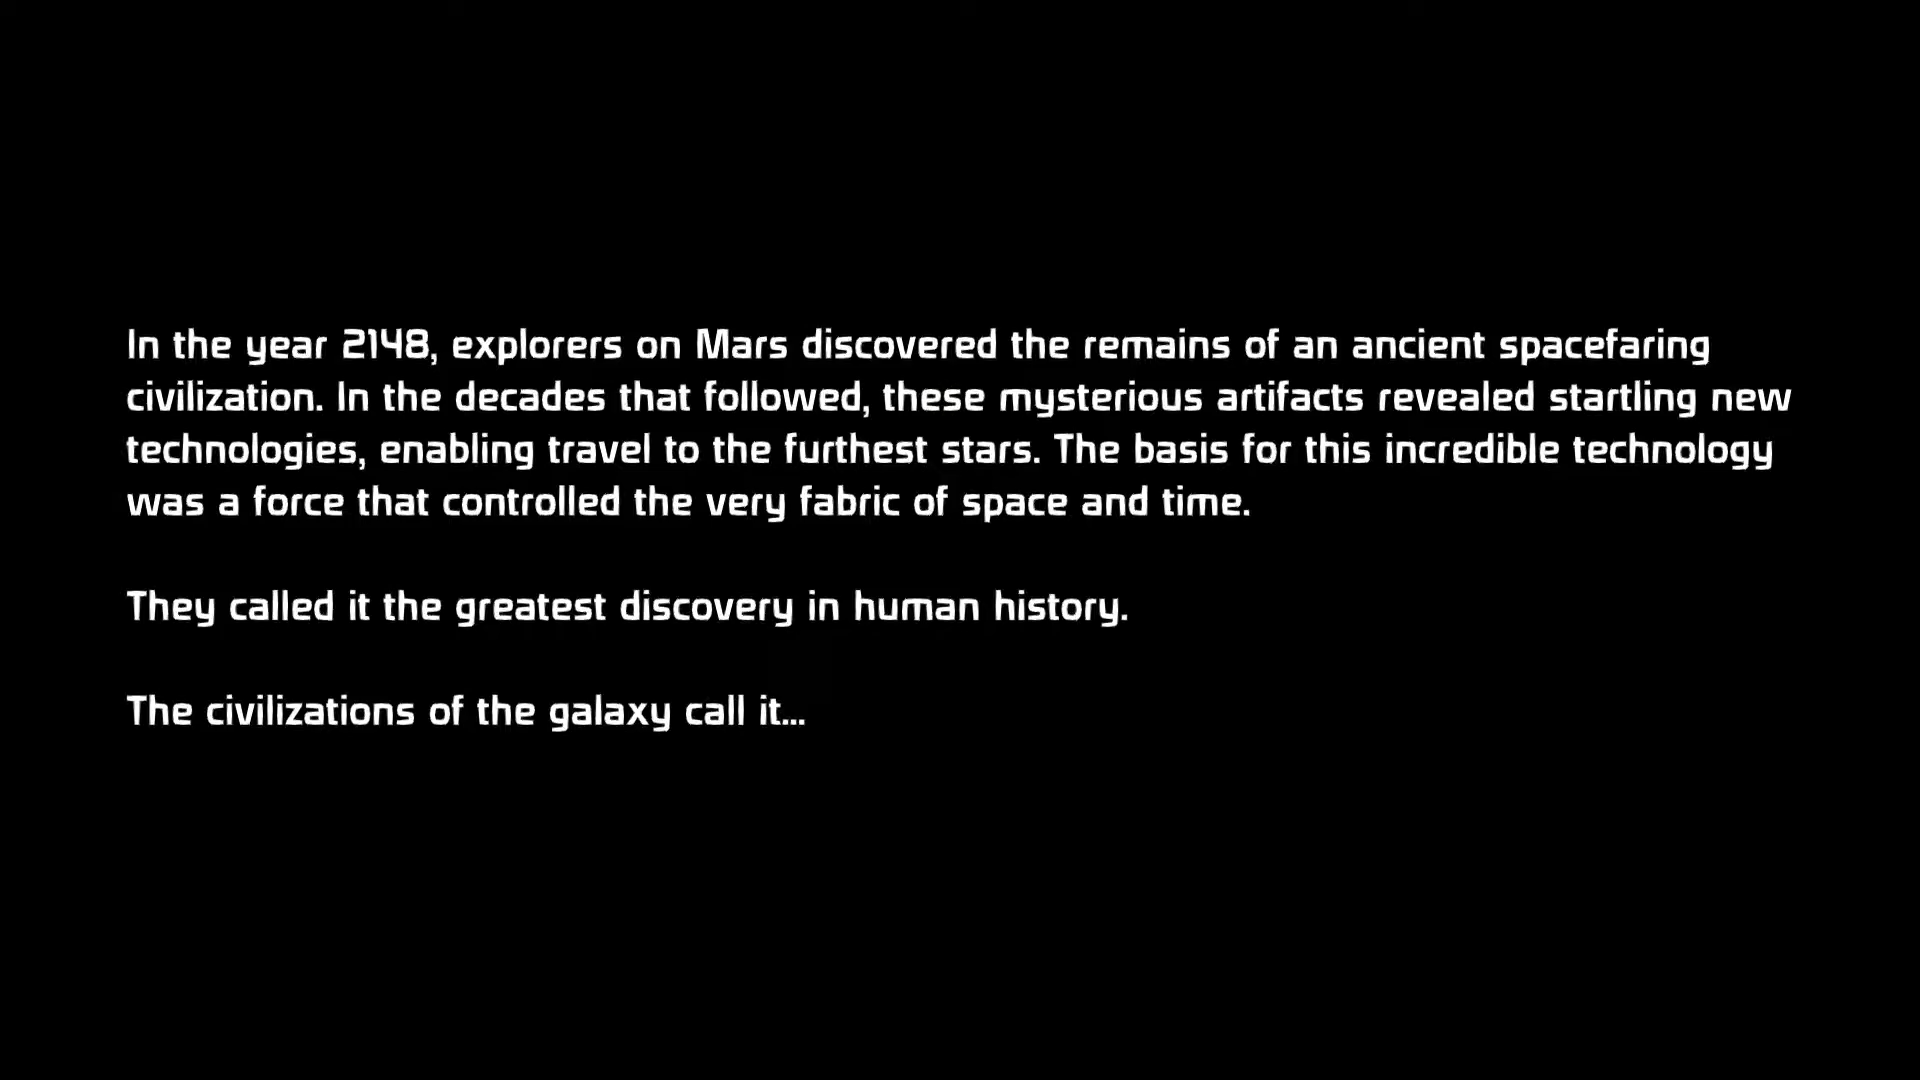 In the year 2148, explorers on Mars discovered the remains of an ancient spacefaring
civilization. In the decades that followed, these mysterious artifacts revealed startling new
technologies, enabling travel to the furthest stars. The basis for this incredible technology
was a force that controlled the very fabric of space and time.
They called it the greatest discovery in human history.
The civilizations of the galaxy call it...